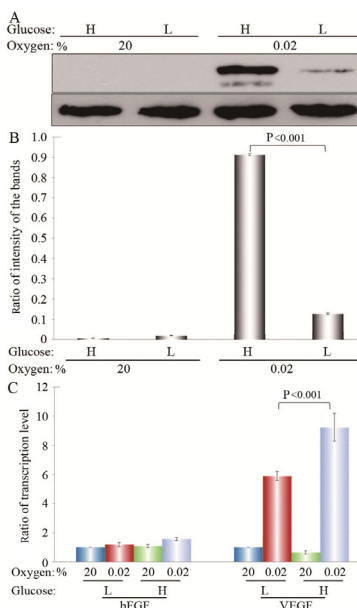 A
Glucose: H L H L
Oxygen: % 20 0.02
B
P<0.001
Ratio of intensity of the bands
1.0
0.9
0.8
0.7
0.6
0.5
0.4
0.3
0.2
0.1
0
Glucose: H L H L
Oxygen: % 20 0.02
C
P<0.001
Ratio of transcription level
12
10
8
6
4
2
0
Oxygen: % 20 0.02 20 0.02 20 0.02 20 0.02
Glucose: L H L H
bFGF VEGF